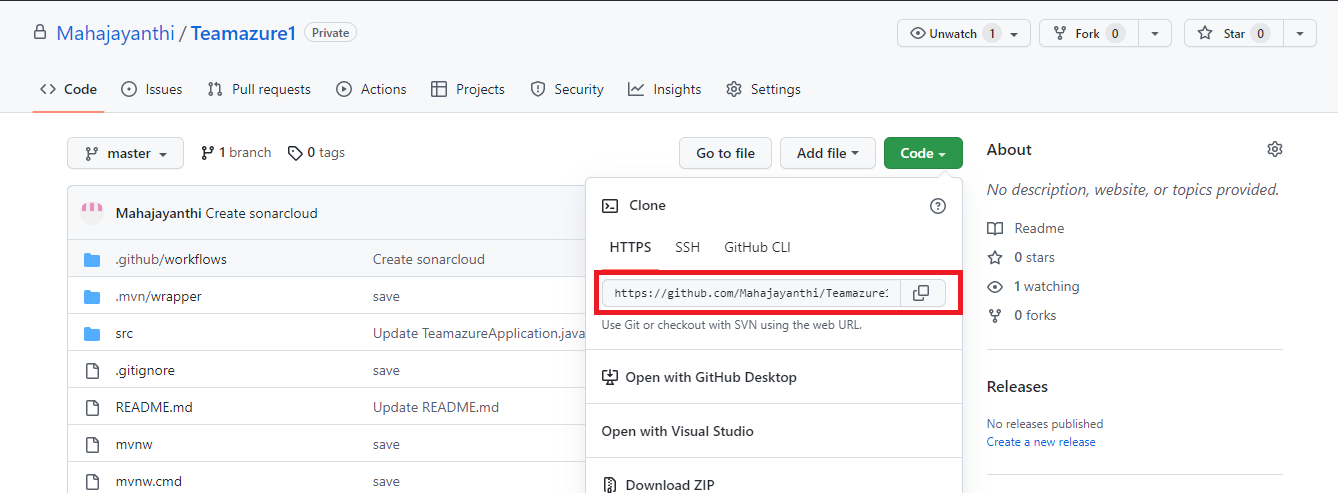 Mahajayanthi / Teamazure1 Private
Unwatch 1
Fork 0
Star 0
Code
Issues
Pull requests
Actions
Projects
Security
Insights
Settings
master
1 branch
0 tags
Go to file
Add file
Code
Mahajayanthi Create sonarcloud
.github/workflows Create sonarcloud
.mvn/wrapper save
src Update TeamazureApplication.java
.gitignore save
README.md Update README.md
mvnw save
mvnw.cmd save
Clone
HTTPS
SSH
GitHub CLI
https://github.com/Mahajayanthi/Teamazure1
Use Git or checkout with SVN using the web URL.
Open with GitHub Desktop
Open with Visual Studio
Download ZIP
About
No description, website, or topics provided.
Readme
0 stars
1 watching
0 forks
Releases
No releases published
Create a new release